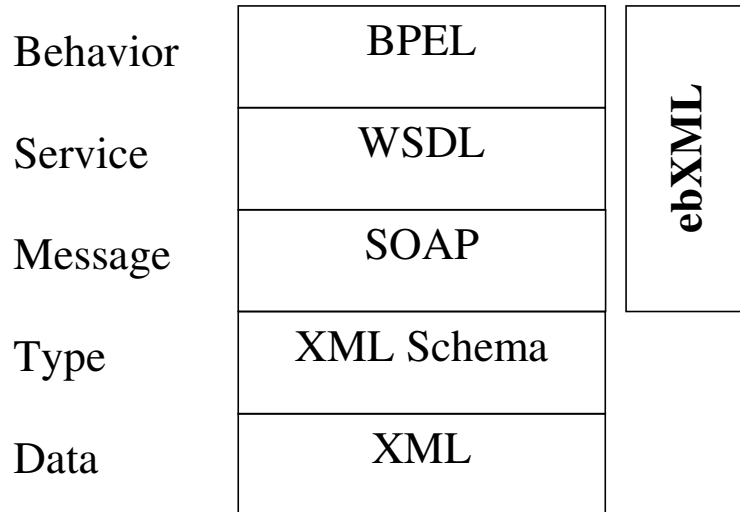 Behavior
BPEL
Service
WSDL
Message
SOAP
Type
XML Schema
Data
XML
ebXML